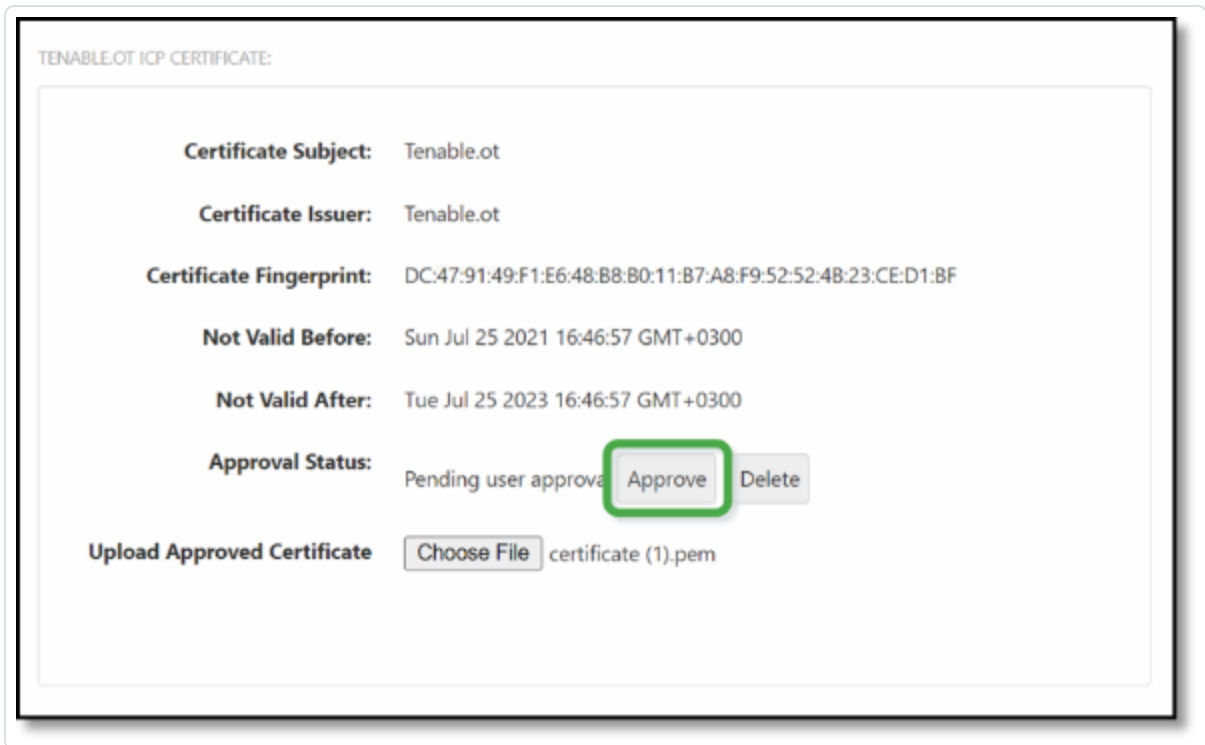 TENABLE.OT ICP CERTIFICATE:
Certificate Subject: Tenable.ot
Certificate Issuer: Tenable.ot
Certificate Fingerprint: DC:47:91:49:F1:E6:48:B8:B0:11:B7:A8:F9:52:52:4B:23:CE:D1:BF
Not Valid Before: Sun Jul 25 2021 16:46:57 GMT+0300
Not Valid After: Tue Jul 25 2023 16:46:57 GMT+0300
Approval Status: Pending user approva Approve Delete
Upload Approved Certificate Choose File certificate (1).pem